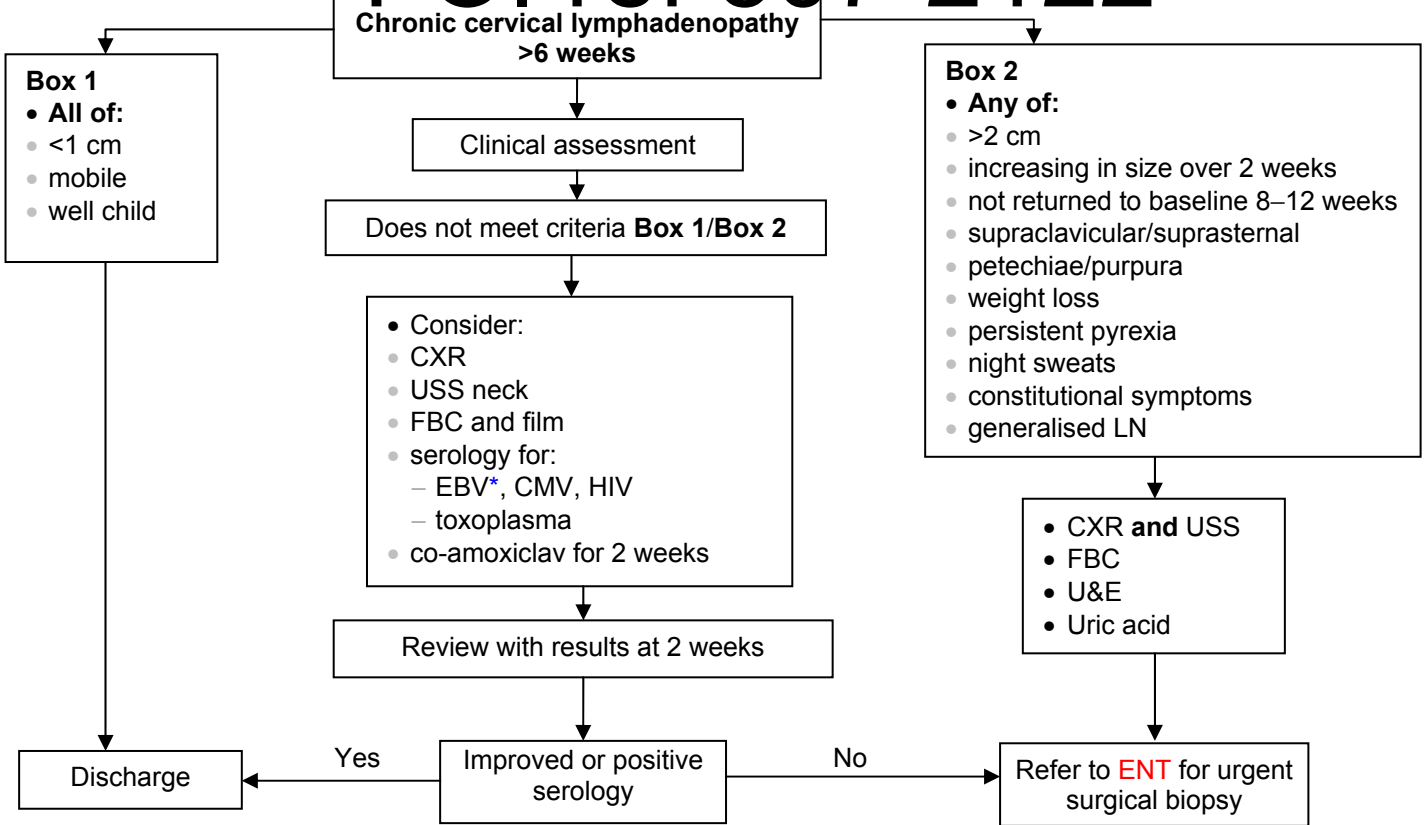 Chronic cervical lymphadenopathy
>6 weeks
Box 1
• All of:
• <1 cm
• mobile
• well child
Clinical assessment
Does not meet criteria Box 1/Box 2
• Consider:
• CXR
• USS neck
• FBC and film
• serology for:
– EBV*, CMV, HIV
– toxoplasma
• co-amoxiclav for 2 weeks
Review with results at 2 weeks
Box 2
• Any of:
• >2 cm
• increasing in size over 2 weeks
• not returned to baseline 8–12 weeks
• supraclavicular/suprasternal
• petechiae/purpura
• weight loss
• persistent pyrexia
• night sweats
• constitutional symptoms
• generalised LN
• CXR and USS
• FBC
• U&E
• Uric acid
Discharge
Yes
Improved or positive
serology
No
Refer to ENT for urgent
surgical biopsy